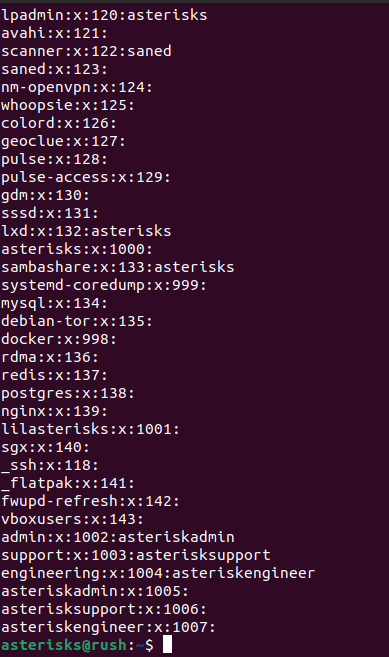 lpadmin:x:120:asterisks
avahi:x:121:
scanner:x:122:saned
saned:x:123:
nm-openvpn:x:124:
whoopsie:x:125:
colord:x:126:
geoclue:x:127:
pulse:x:128:
pulse-access:x:129:
gdm:x:130:
sssd:x:131:
lxd:x:132:asterisks
asterisks:x:1000:
sambashare:x:133:asterisks
systemd-coredump:x:999:
mysql:x:134:
debian-tor:x:135:
docker:x:998:
rdma:x:136:
redis:x:137:
postgres:x:138:
nginx:x:139:
lilasterisks:x:1001:
sgx:x:140:
_ssh:x:118:
_flatpak:x:141:
fwupd-refresh:x:142:
vboxusers:x:143:
admin:x:1002:asteriskadmin
support:x:1003:asterisksupport
engineering:x:1004:asteriskengineer
asteriskadmin:x:1005:
asterisksupport:x:1006:
asteriskengineer:x:1007:
asterisks@rush:~$